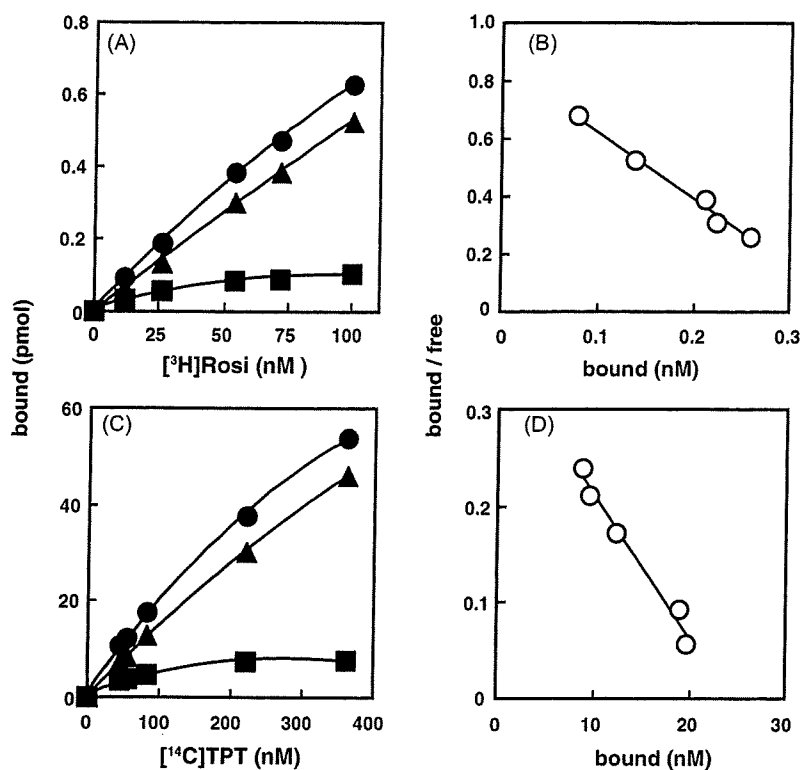 (A)
0.8
0.6
0.4
0.2
0
0 25 50 75 100
[³H]Rosi (nM )
(B)
1.0
0.8
0.6
0.4
0.2
0
0 0.1 0.2 0.3
bound (nM)
bound (pmol)
bound / free
(C)
60
40
20
0
0 100 200 300 400
[¹⁴C]TPT (nM)
(D)
0.3
0.2
0.1
0
0 10 20 30
bound (nM)